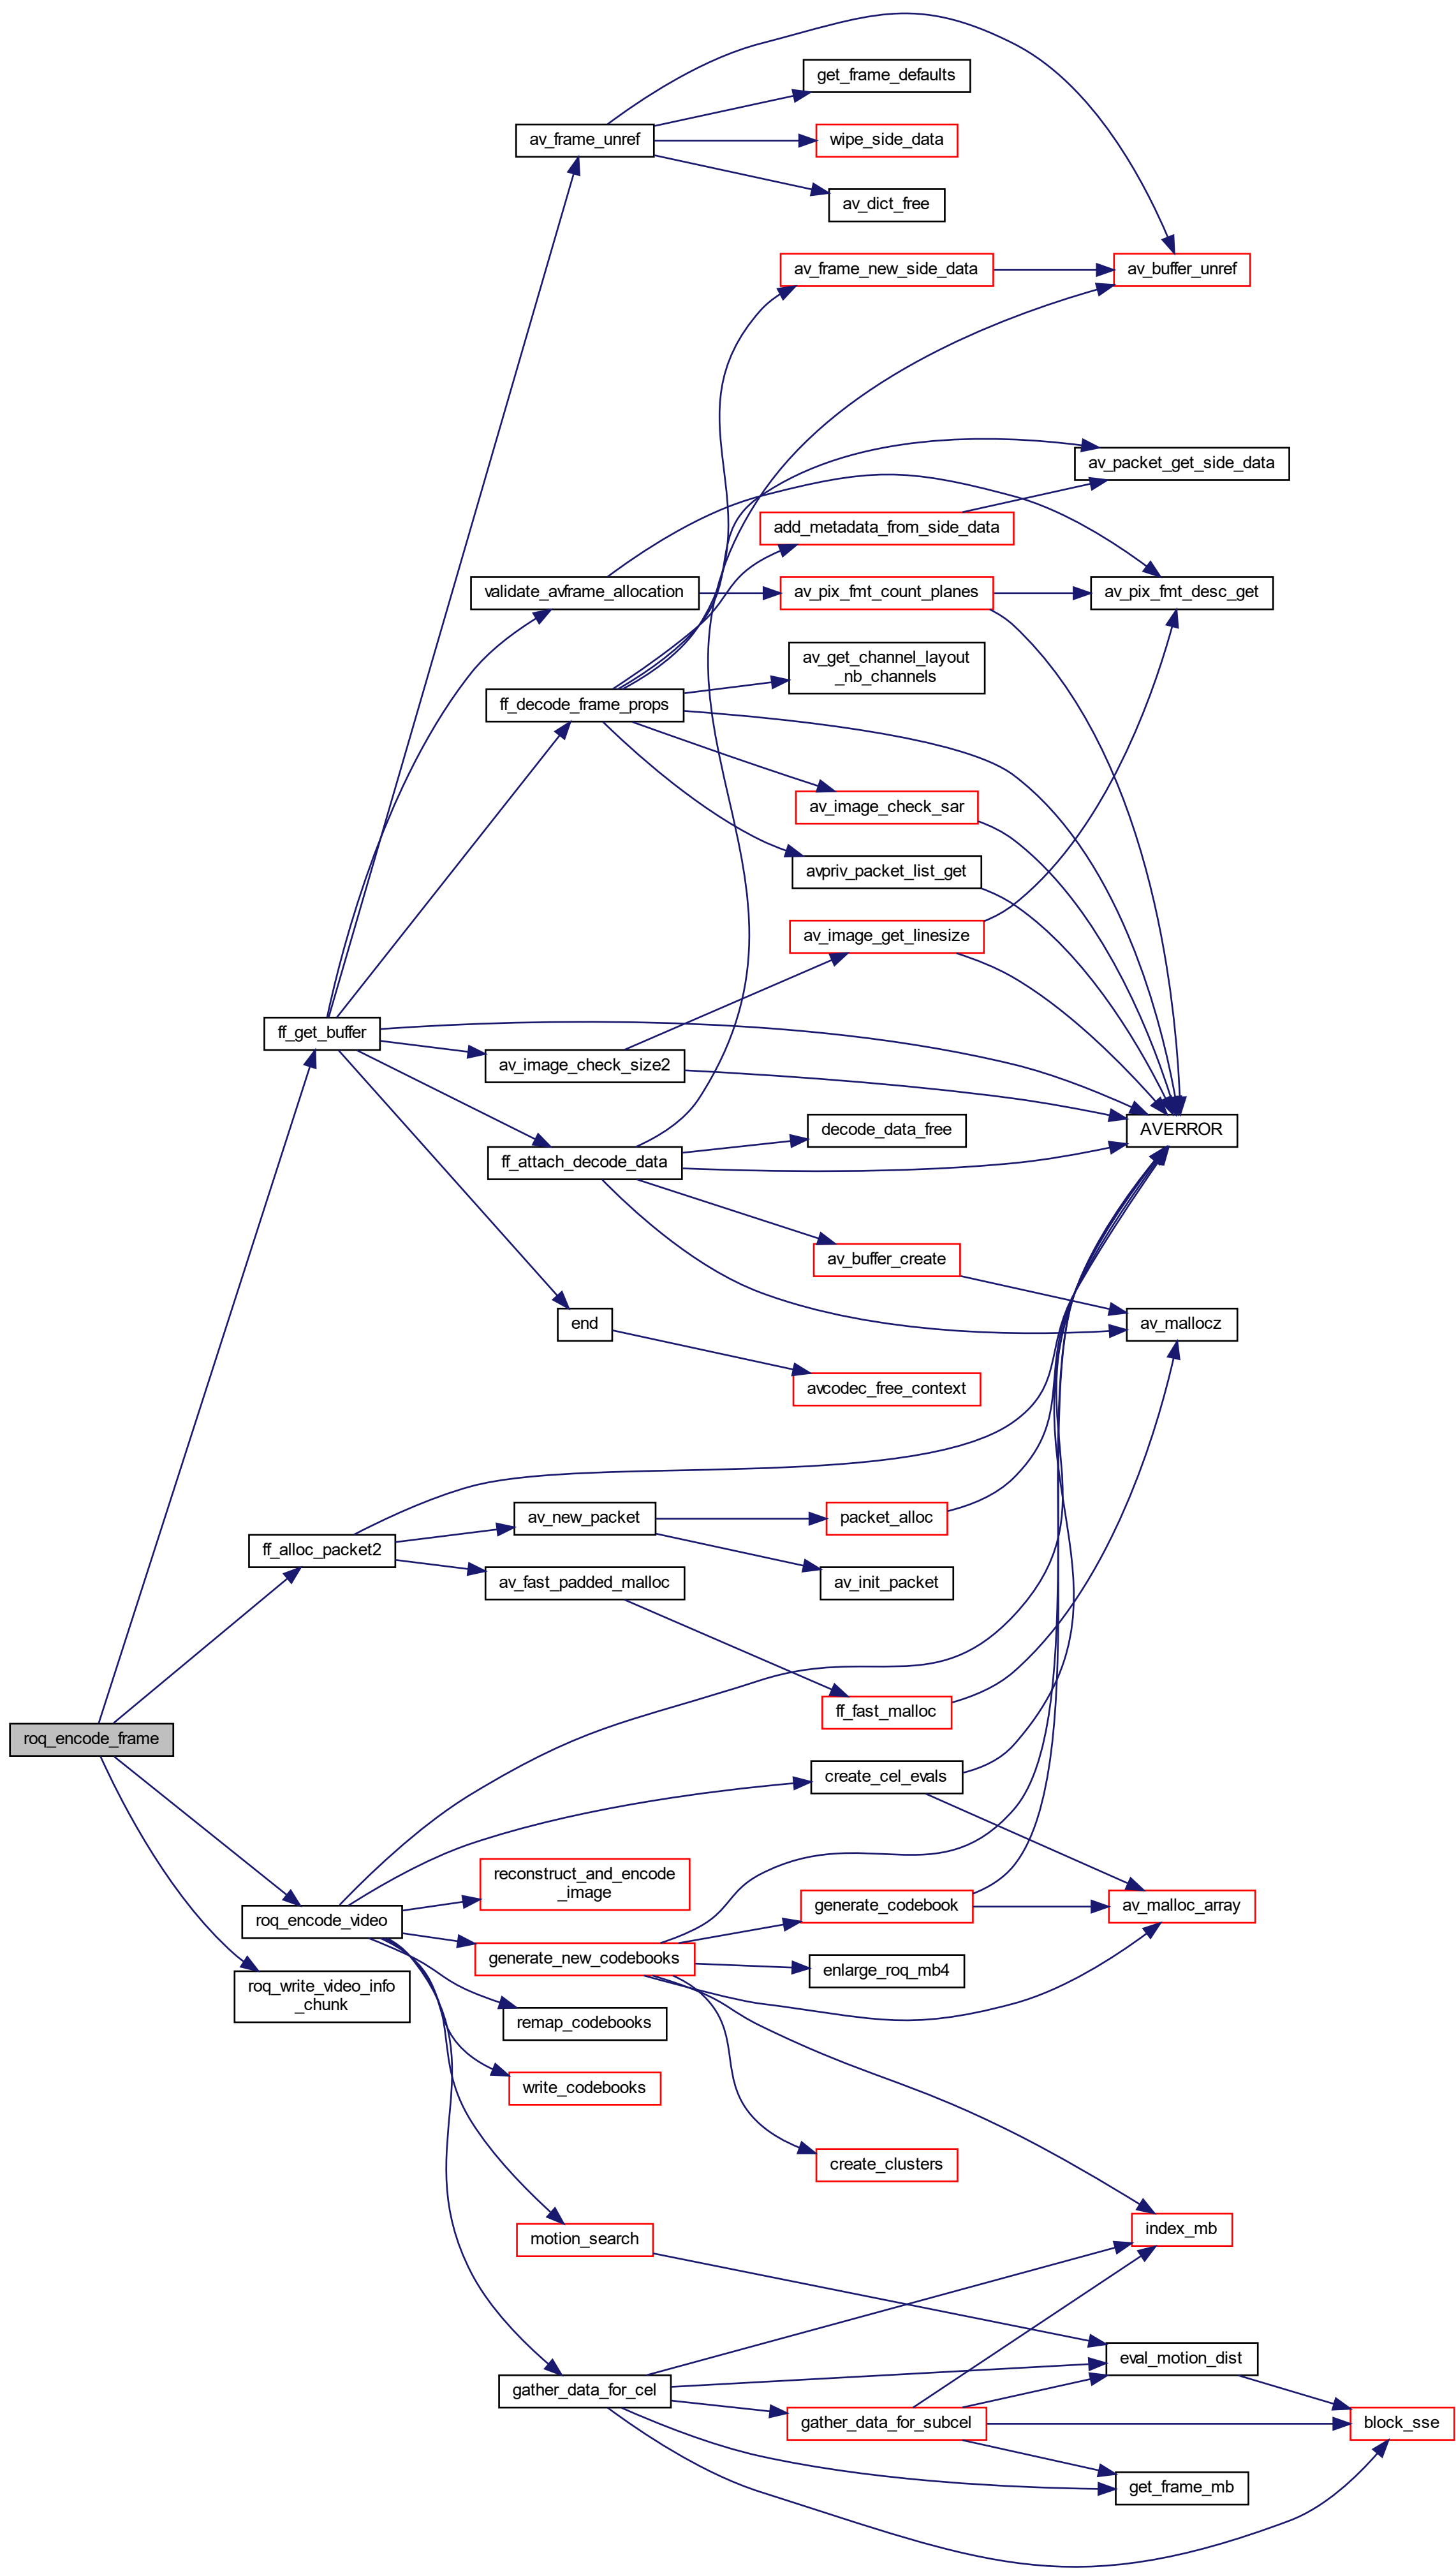 get_frame_defaults
av_frame_unref
wipe_side_data
av_dict_free
av_frame_new_side_data
av_buffer_unref
av_packet_get_side_data
add_metadata_from_side_data
validate_avframe_allocation
av_pix_fmt_count_planes
av_pix_fmt_desc_get
av_get_channel_layout
_nb_channels
ff_decode_frame_props
av_image_check_sar
avpriv_packet_list_get
av_image_get_linesize
ff_get_buffer
av_image_check_size2
decode_data_free
AVERROR
ff_attach_decode_data
av_buffer_create
end
av_mallocz
avcodec_free_context
av_new_packet
packet_alloc
ff_alloc_packet2
av_fast_padded_malloc
av_init_packet
ff_fast_malloc
roq_encode_frame
create_cel_evals
reconstruct_and_encode
_image
generate_codebook
av_malloc_array
roq_encode_video
generate_new_codebooks
enlarge_roq_mb4
roq_write_video_info
_chunk
remap_codebooks
write_codebooks
create_clusters
motion_search
index_mb
eval_motion_dist
gather_data_for_cel
gather_data_for_subcel
block_sse
get_frame_mb